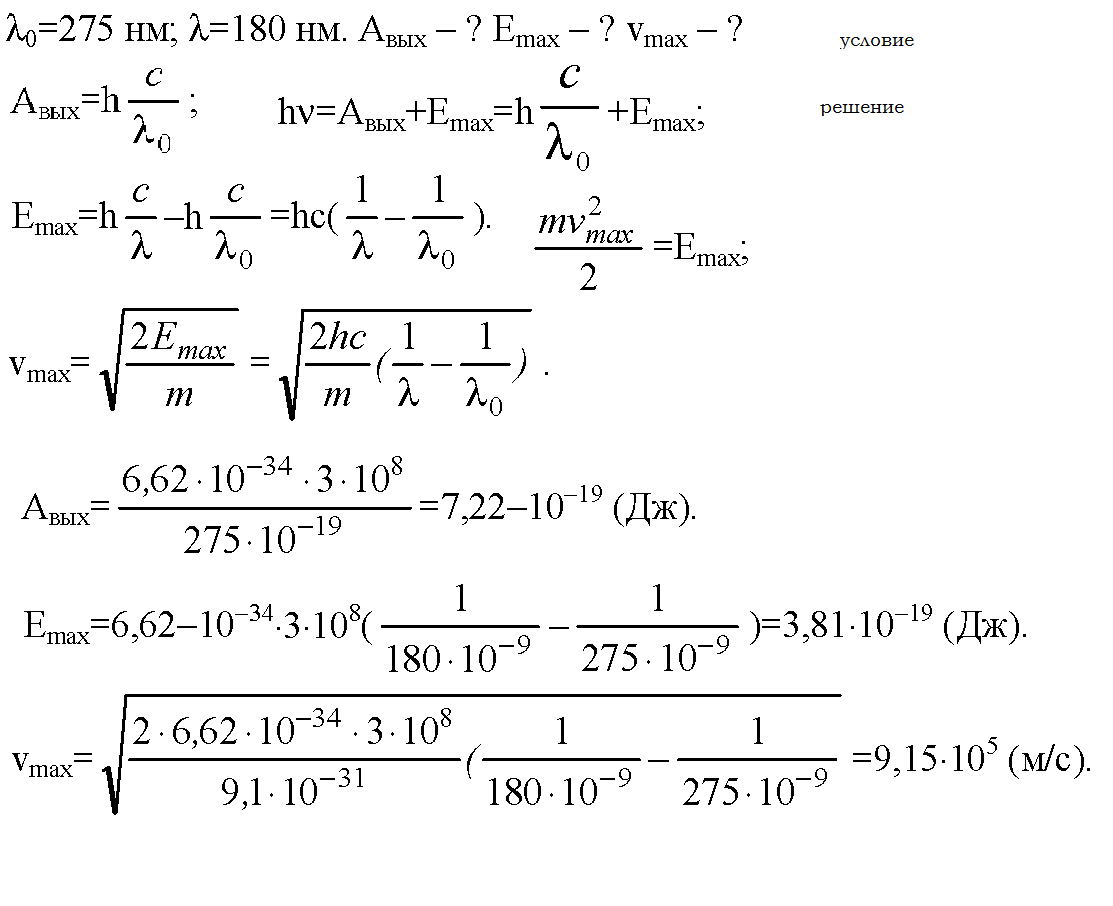 λ₀=275 нм; λ=180 нм. Aвых – ? Emax – ? vmax – ?
условие
Aвых=h c/λ₀ ; hν=Aвых+Emax=h c/λ₀ +Emax;
решение
Emax=h c/λ –h c/λ₀ =hc( 1/λ – 1/λ₀ ). mv²max/2 =Emax;
vmax= √(2Emax/m) = √(2hc/m (1/λ – 1/λ₀)) .
Aвых= 6,62·10⁻³⁴·3·10⁸/275·10⁻¹⁹ =7,22–10⁻¹⁹ (Дж).
Emax=6,62–10⁻³⁴·3·10⁸( 1/180·10⁻⁹ – 1/275·10⁻⁹ )=3,81·10⁻¹⁹ (Дж).
vmax= √(2·6,62·10⁻³⁴·3·10⁸/9,1·10⁻³¹ (1/180·10⁻⁹ – 1/275·10⁻⁹ =9,15·10⁵ (м/с).